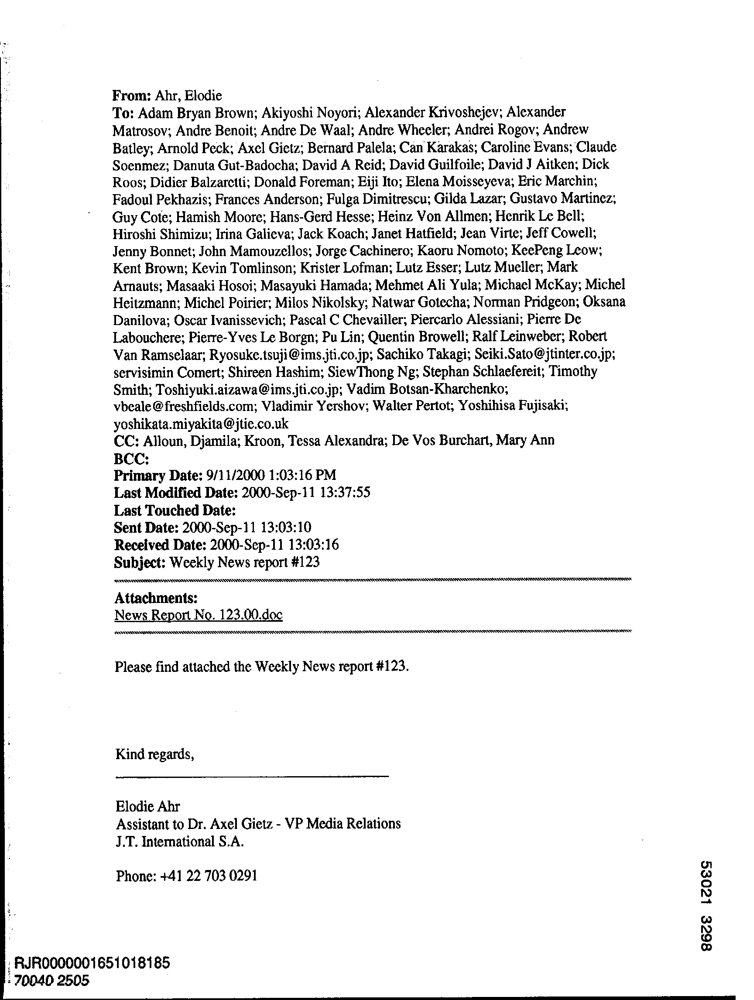 From: Ahr, Elodie
To: Adam Bryan Brown; Akiyoshi Noyori; Alexander Krivoshejev; Alexander
Matrosov; Andre Benoit; Andre De Waal; Andre Wheeler; Andrei Rogov; Andrew
Batley; Arnold Peck; Axel Gietz; Bernard Palela; Can Karakas; Caroline Evans; Claude
Soenmez; Danuta Gut-Badocha; David A Reid; David Guilfoile; David J Aitken; Dick
Roos; Didier Balzaretti; Donald Foreman; Eiji Ito; Elena Moisseyeva; Eric Marchin;
Fadoul Pekhazis; Frances Anderson; Fulga Dimitrescu; Gilda Lazar; Gustavo Martinez;
Guy Cote; Hamish Moore; Hans-Gerd Hesse; Heinz Von Allmen; Henrik Le Bell;
Hiroshi Shimizu; Irina Galieva; Jack Koach; Janet Hatfield; Jean Virte; Jeff Cowell;
Jenny Bonnet; John Mamouzellos; Jorge Cachinero; Kaoru Nomoto; KeePeng Leow;
Kent Brown; Kevin Tomlinson; Krister Lofman; Lutz Esser; Lutz Mueller; Mark
Arnauts; Masaaki Hosoi; Masayuki Hamada; Mehmet Ali Yula; Michael McKay; Michel
Heitzmann; Michel Poirier; Milos Nikolsky; Natwar Gotecha; Norman Pridgeon; Oksana
Danilova; Oscar Ivanissevich; Pascal C Chevailler; Piercarlo Alessiani; Pierre De
Labouchere; Pierre-Yves Le Borgn; Pu Lin; Quentin Browell; Ralf Leinweber; Robert
Van Ramselaar; Ryosuke.tsuji@ims.jti.co.jp; Sachiko Takagi; Seiki.Sato@jtinter.co.jp;
servisimin Comert; Shireen Hashim; SiewThong Ng; Stephan Schlaefereit; Timothy
Smith; Toshiyuki.aizawa@ims.jti.co.jp; Vadim Botsan-Kharchenko;
vbeale@freshfields.com; Vladimir Yershov; Walter Pertot; Yoshihisa Fujisaki;
yoshikata.miyakita@jtie.co.uk
CC: Alloun, Djamila; Kroon, Tessa Alexandra; De Vos Burchart, Mary Ann
BCC:
Primary Date: 9/11/2000 1:03:16 PM
Last Modified Date: 2000-Sep-11 13:37:55
Last Touched Date:
Sent Date: 2000-Sep-11 13:03:10
Received Date: 2000-Sep-11 13:03:16
Subject: Weekly News report #123
Attachments:
News Report No. 123.00.doc
Please find attached the Weekly News report #123.
Kind regards,
Elodie Ahr
Assistant to Dr. Axel Gietz - VP Media Relations
J.T. International S.A.
Phone: +41 22 703 0291
53021 3298
RJR0000001651018185
70040 2505